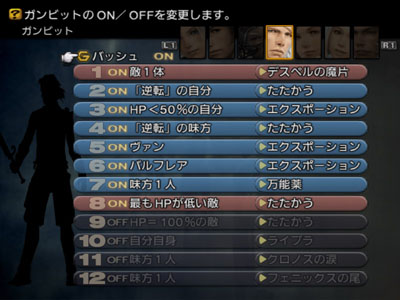 ガンビットのON／OFFを変更します。
ガンビット
L1 R1
G バッシュ ON
1 ON 敵1体 デスペルの魔片
2 ON 「逆転」の自分 たたかう
3 ON HP＜50％の自分 エクスポーション
4 ON 「逆転」の味方 たたかう
5 ON ヴァン エクスポーション
6 ON バルフレア エクスポーション
7 ON 味方1人 万能薬
8 ON 最もHPが低い敵 たたかう
9 OFF HP＝100％の敵 たたかう
10 OFF 自分自身 ライブラ
11 OFF 味方1人 クロノスの涙
12 OFF 味方1人 フェニックスの尾